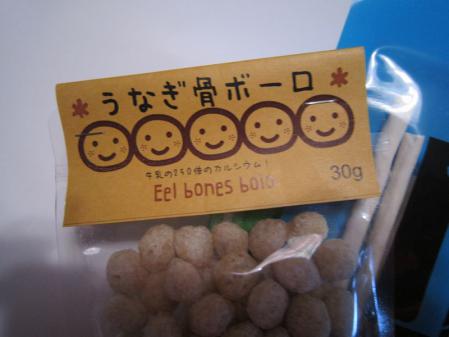 *うなぎ骨ボーロ*
牛乳の250倍のカルシウム!
Eel bones bolo
30g